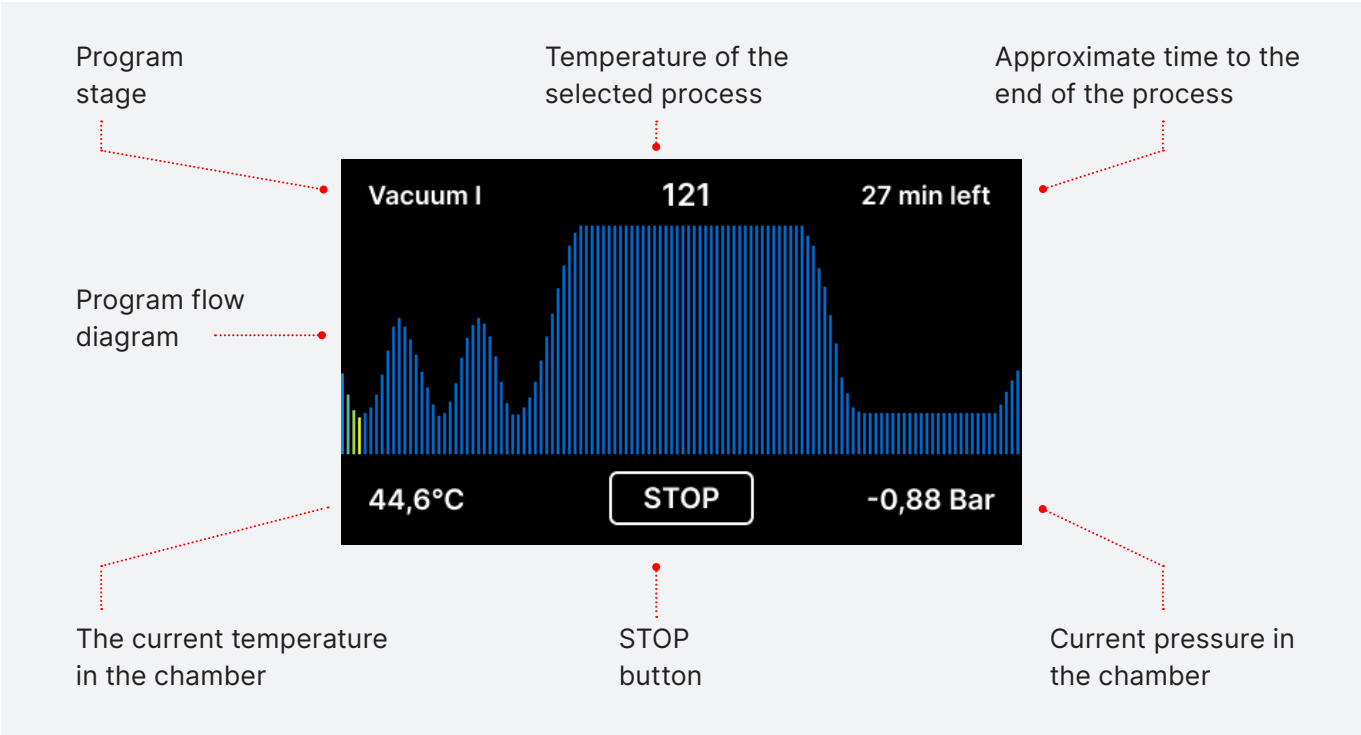 Program
stage
Temperature of the
selected process
Approximate time to the
end of the process
Vacuum I
121
27 min left
Program flow
diagram
44,6°C
STOP
-0,88 Bar
The current temperature
in the chamber
STOP
button
Current pressure in
the chamber